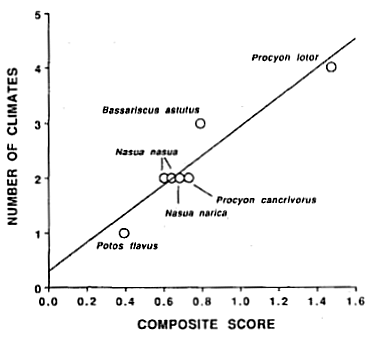 5
4
3
2
1
0
NUMBER OF CLIMATES
Procyon lotor
Bassariscus astutus
Nasua nasua
Procyon cancrivorus
Nasua narica
Potos flavus
0.0 0.2 0.4 0.6 0.8 1.0 1.2 1.4 1.6
COMPOSITE SCORE